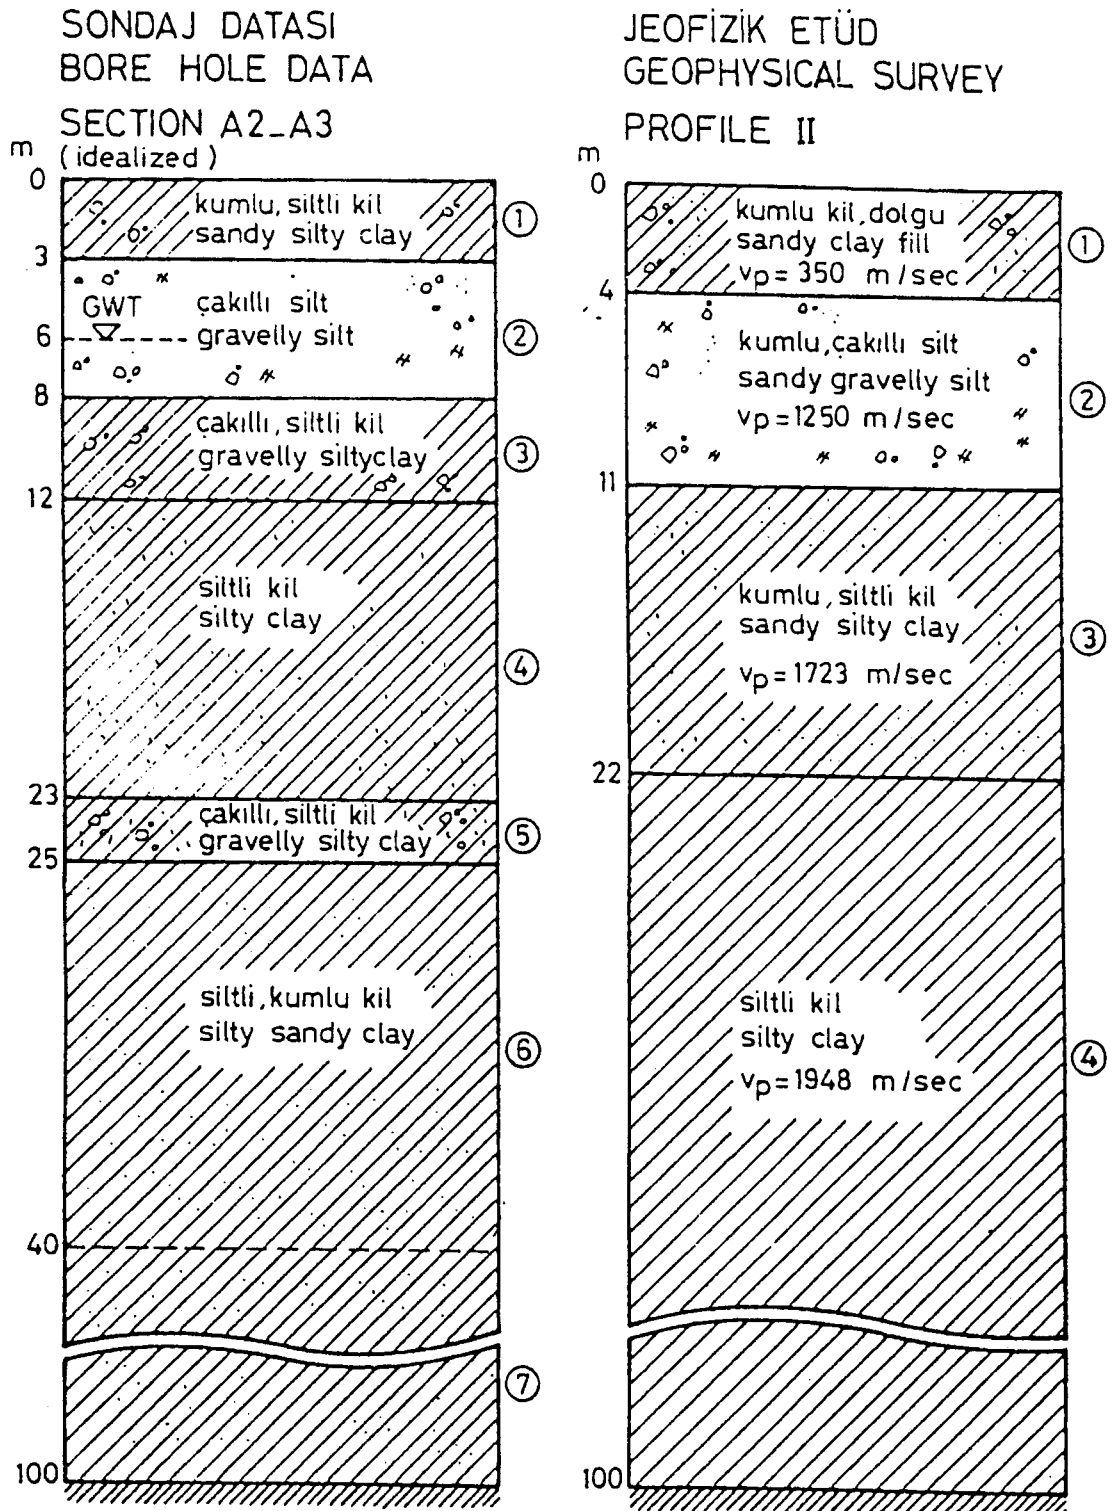 SONDAJ DATASI
BORE HOLE DATA
SECTION A2_A3
(idealized)
m
0
kumlu, siltli kil
sandy silty clay
1
3
GWT
çakıllı silt
gravelly silt
6
2
8
çakıllı, siltli kil
gravelly siltyclay
3
12
siltli kil
silty clay
4
23
çakıllı, siltli kil
gravelly silty clay
5
25
siltli, kumlu kil
silty sandy clay
6
40
7
100
JEOFİZİK ETÜD
GEOPHYSICAL SURVEY
PROFILE II
m
0
kumlu kil, dolgu
sandy clay fill
vp= 350 m/sec
1
4
kumlu, çakıllı silt
sandy gravelly silt
vp=1250 m/sec
2
11
kumlu, siltli kil
sandy silty clay
vp=1723 m/sec
3
22
siltli kil
silty clay
vp=1948 m/sec
4
100